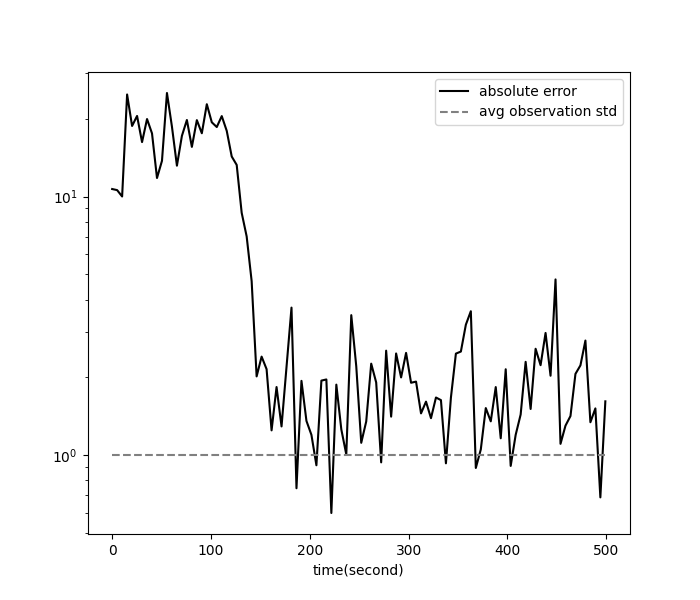 absolute error
avg observation std
10¹
10⁰
0 100 200 300 400 500
time(second)